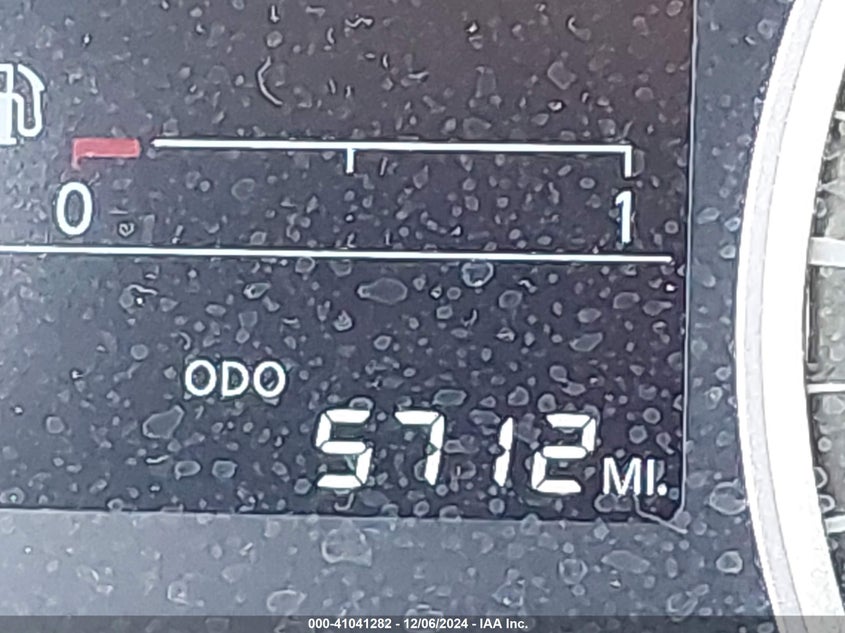 0 1
ODO
5712 MI.
000-41041282 - 12/06/2024 - IAA Inc.